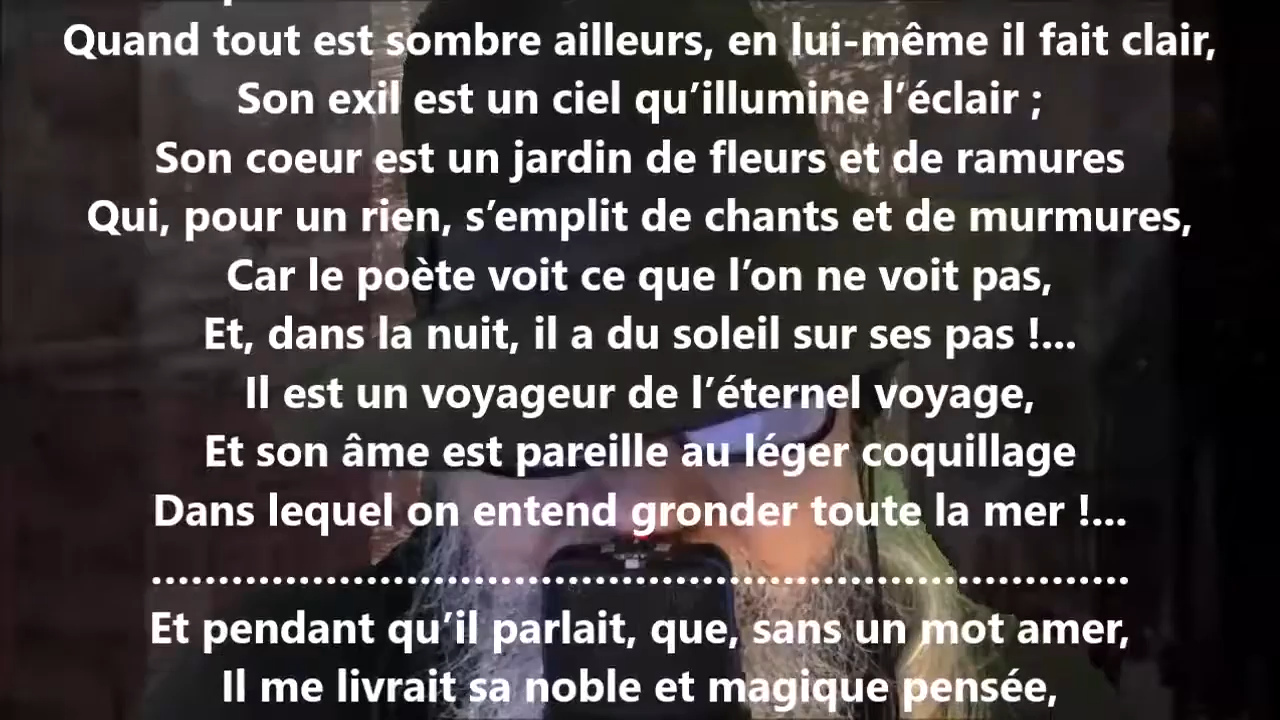 Quand tout est sombre ailleurs, en lui-même il fait clair,
Son exil est un ciel qu’illumine l’éclair ;
Son coeur est un jardin de fleurs et de ramures
Qui, pour un rien, s’emplit de chants et de murmures,
Car le poète voit ce que l’on ne voit pas,
Et, dans la nuit, il a du soleil sur ses pas !...
Il est un voyageur de l’éternel voyage,
Et son âme est pareille au léger coquillage
Dans lequel on entend gronder toute la mer !...
.........................................................................
Et pendant qu’il parlait, que, sans un mot amer,
Il me livrait sa noble et magique pensée,